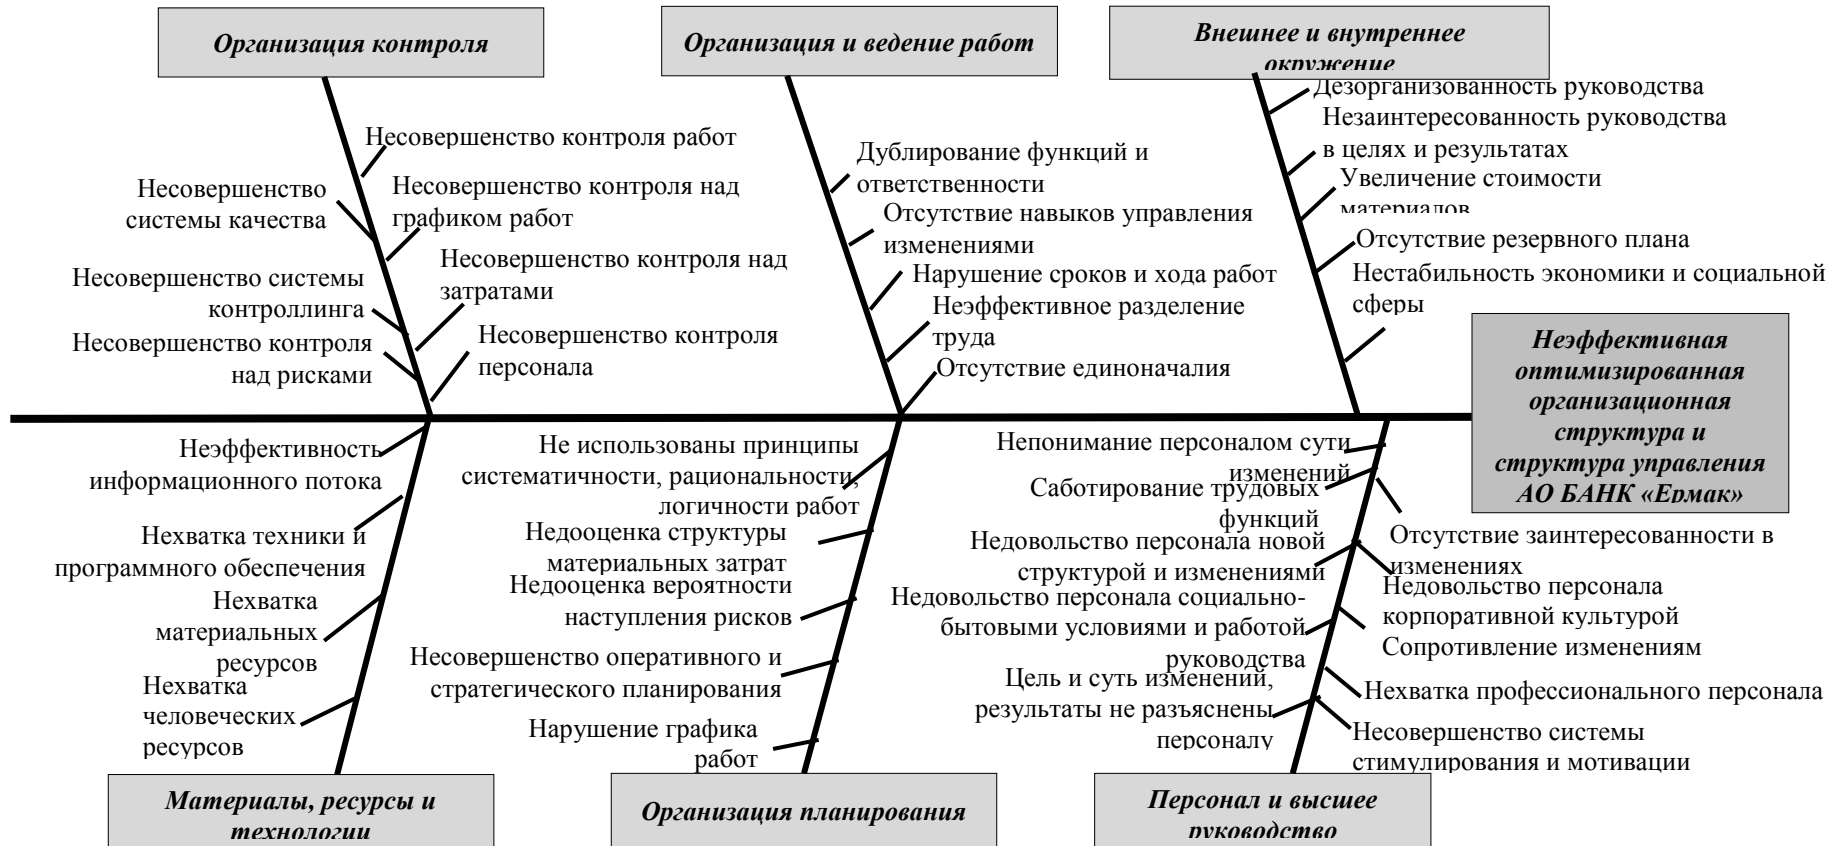 Организация контроля
Организация и ведение работ
Внешнее и внутреннее
окружение
Несовершенство контроля работ
Несовершенство
системы качества
Несовершенство контроля над
графиком работ
Несовершенство системы
контроллинга
Несовершенство контроля над
затратами
Несовершенство контроля
над рисками
Несовершенство контроля
персонала
Дублирование функций и
ответственности
Отсутствие навыков управления
изменениями
Нарушение сроков и хода работ
Неэффективное разделение
труда
Отсутствие единоначалия
Дезорганизованность руководства
Незаинтересованность руководства
в целях и результатах
Увеличение стоимости
материалов
Отсутствие резервного плана
Нестабильность экономики и социальной
сферы
Неэффективная
оптимизированная
организационная
структура и
структура управления
АО БАНК «Ермак»
Неэффективность
информационного потока
Нехватка техники и
программного обеспечения
Нехватка
материальных
ресурсов
Нехватка
человеческих
ресурсов
Не использованы принципы
систематичности, рациональности,
логичности работ
Недооценка структуры
материальных затрат
Недооценка вероятности
наступления рисков
Несовершенство оперативного и
стратегического планирования
Нарушение графика
работ
Непонимание персоналом сути
изменений
Саботирование трудовых
функций
Недовольство персонала новой
структурой и изменениями
Недовольство персонала социально-
бытовыми условиями и работой
руководства
Цель и суть изменений,
результаты не разъяснены
персоналу
Отсутствие заинтересованности в
изменениях
Недовольство персонала
корпоративной культурой
Сопротивление изменениям
Нехватка профессионального персонала
Несовершенство системы
стимулирования и мотивации
Материалы, ресурсы и
технологии
Организация планирования
Персонал и высшее
руководство